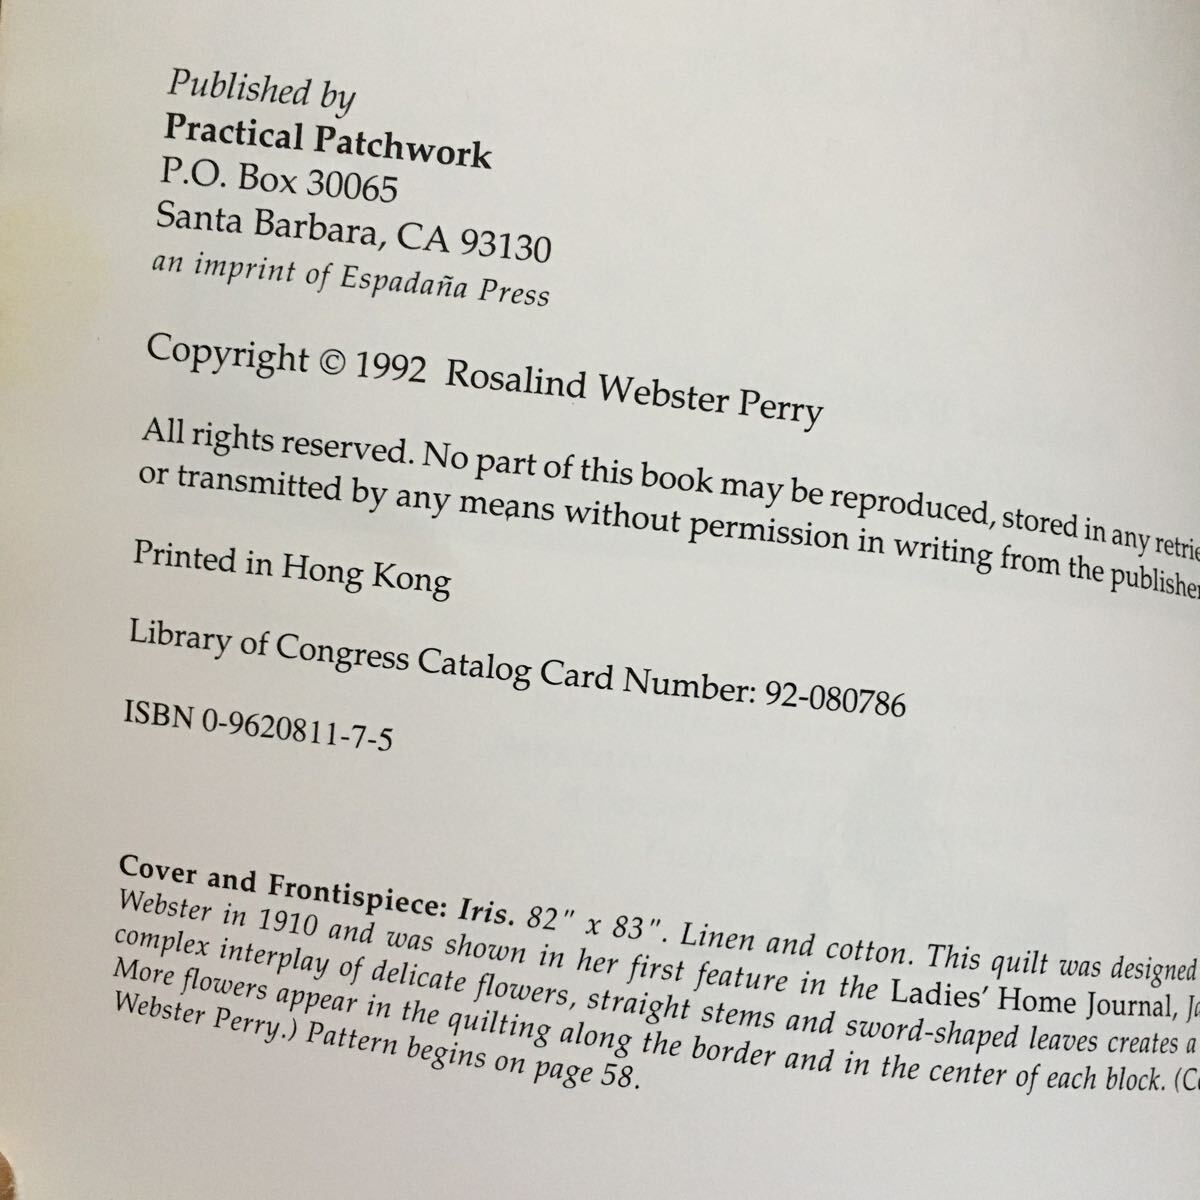 Published by
Practical Patchwork
P.O. Box 30065
Santa Barbara, CA 93130
an imprint of Espadaña Press
Copyright © 1992 Rosalind Webster Perry
All rights reserved. No part of this book may be reproduced, stored in any
or transmitted by any means without permission in writing from the
Printed in Hong Kong
Library of Congress Catalog Card Number: 92-080786
ISBN 0-9620811-7-5
Cover and Frontispiece: Iris. 82" x 83". Linen and cotton. This quilt was designed
Webster in 1910 and was shown in her first feature in the Ladies' Home Journal,
complex interplay of delicate flowers, straight stems and sword-shaped leaves creates a
More flowers appear in the quilting along the border and in the center of each block.
Webster Perry.) Pattern begins on page 58.